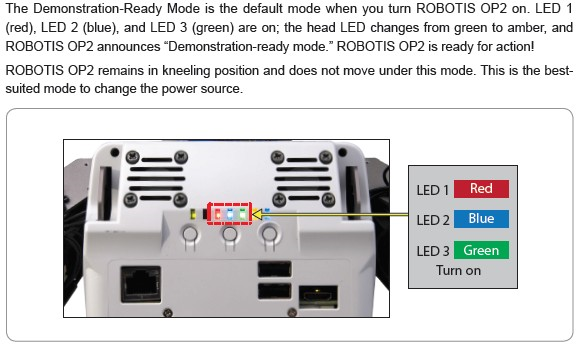 The Demonstration-Ready Mode is the default mode when you turn ROBOTIS OP2 on. LED 1
(red), LED 2 (blue), and LED 3 (green) are on; the head LED changes from green to amber, and
ROBOTIS OP2 announces “Demonstration-ready mode.” ROBOTIS OP2 is ready for action!
ROBOTIS OP2 remains in kneeling position and does not move under this mode. This is the best-
suited mode to change the power source.
LED 1 Red
LED 2 Blue
LED 3 Green
Turn on